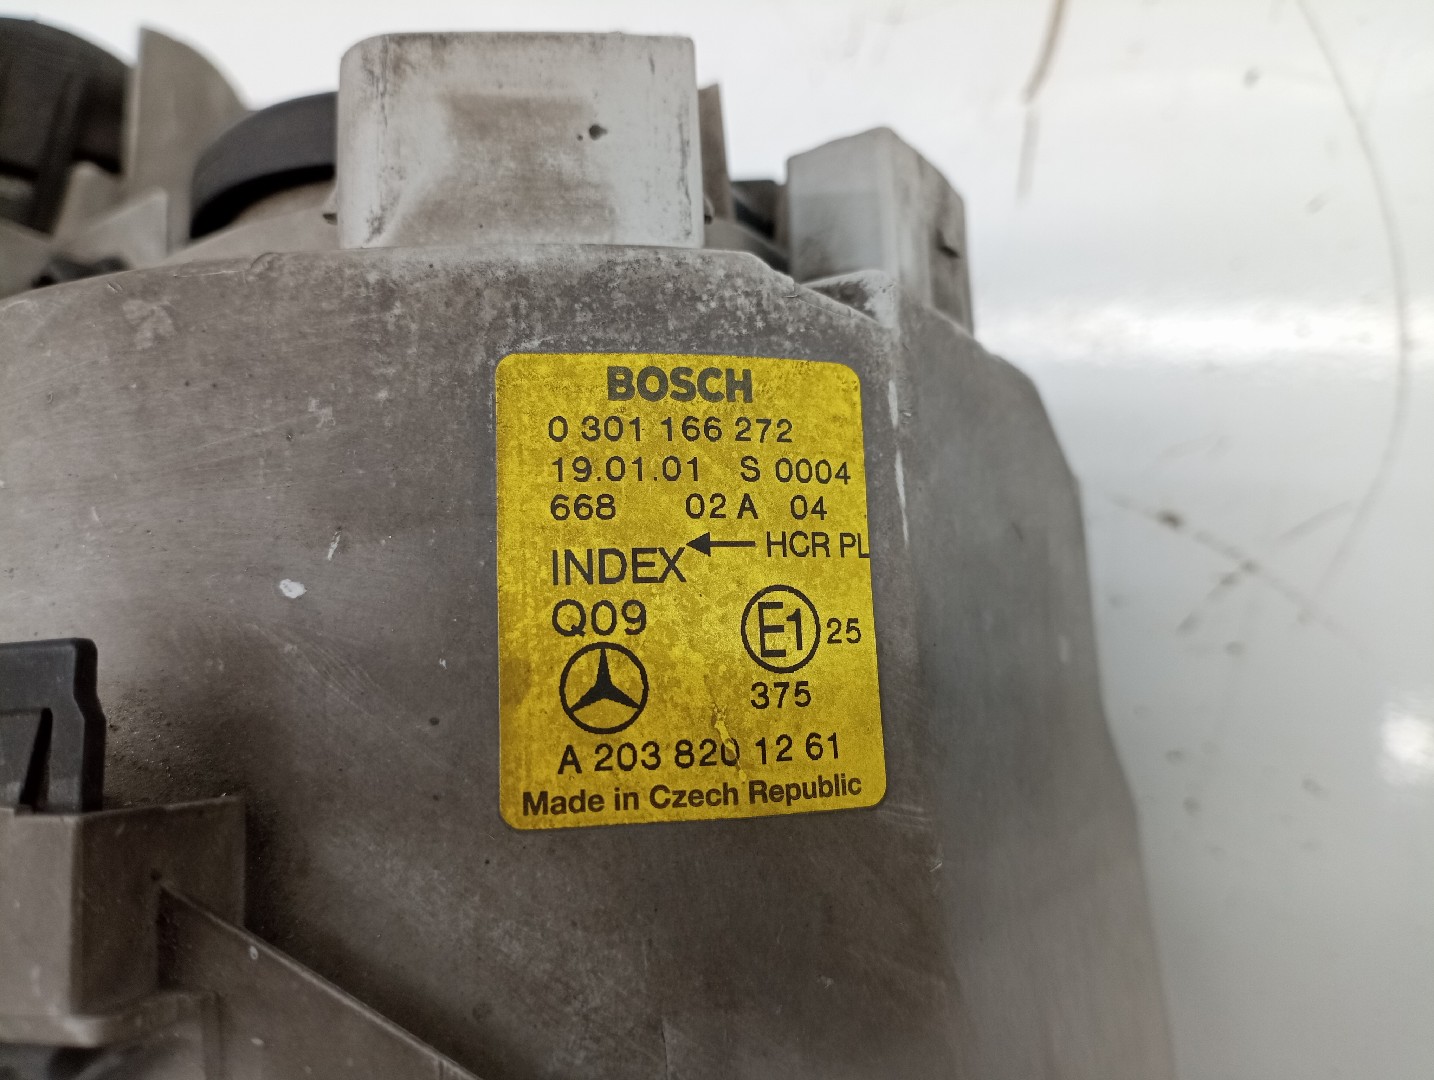 BOSCH
0 301 166 272
19.01.01 S 0004
668 02 A 04
INDEX ← HCR PL
Q09
E1 25
375
A 203 820 12 61
Made in Czech Republic